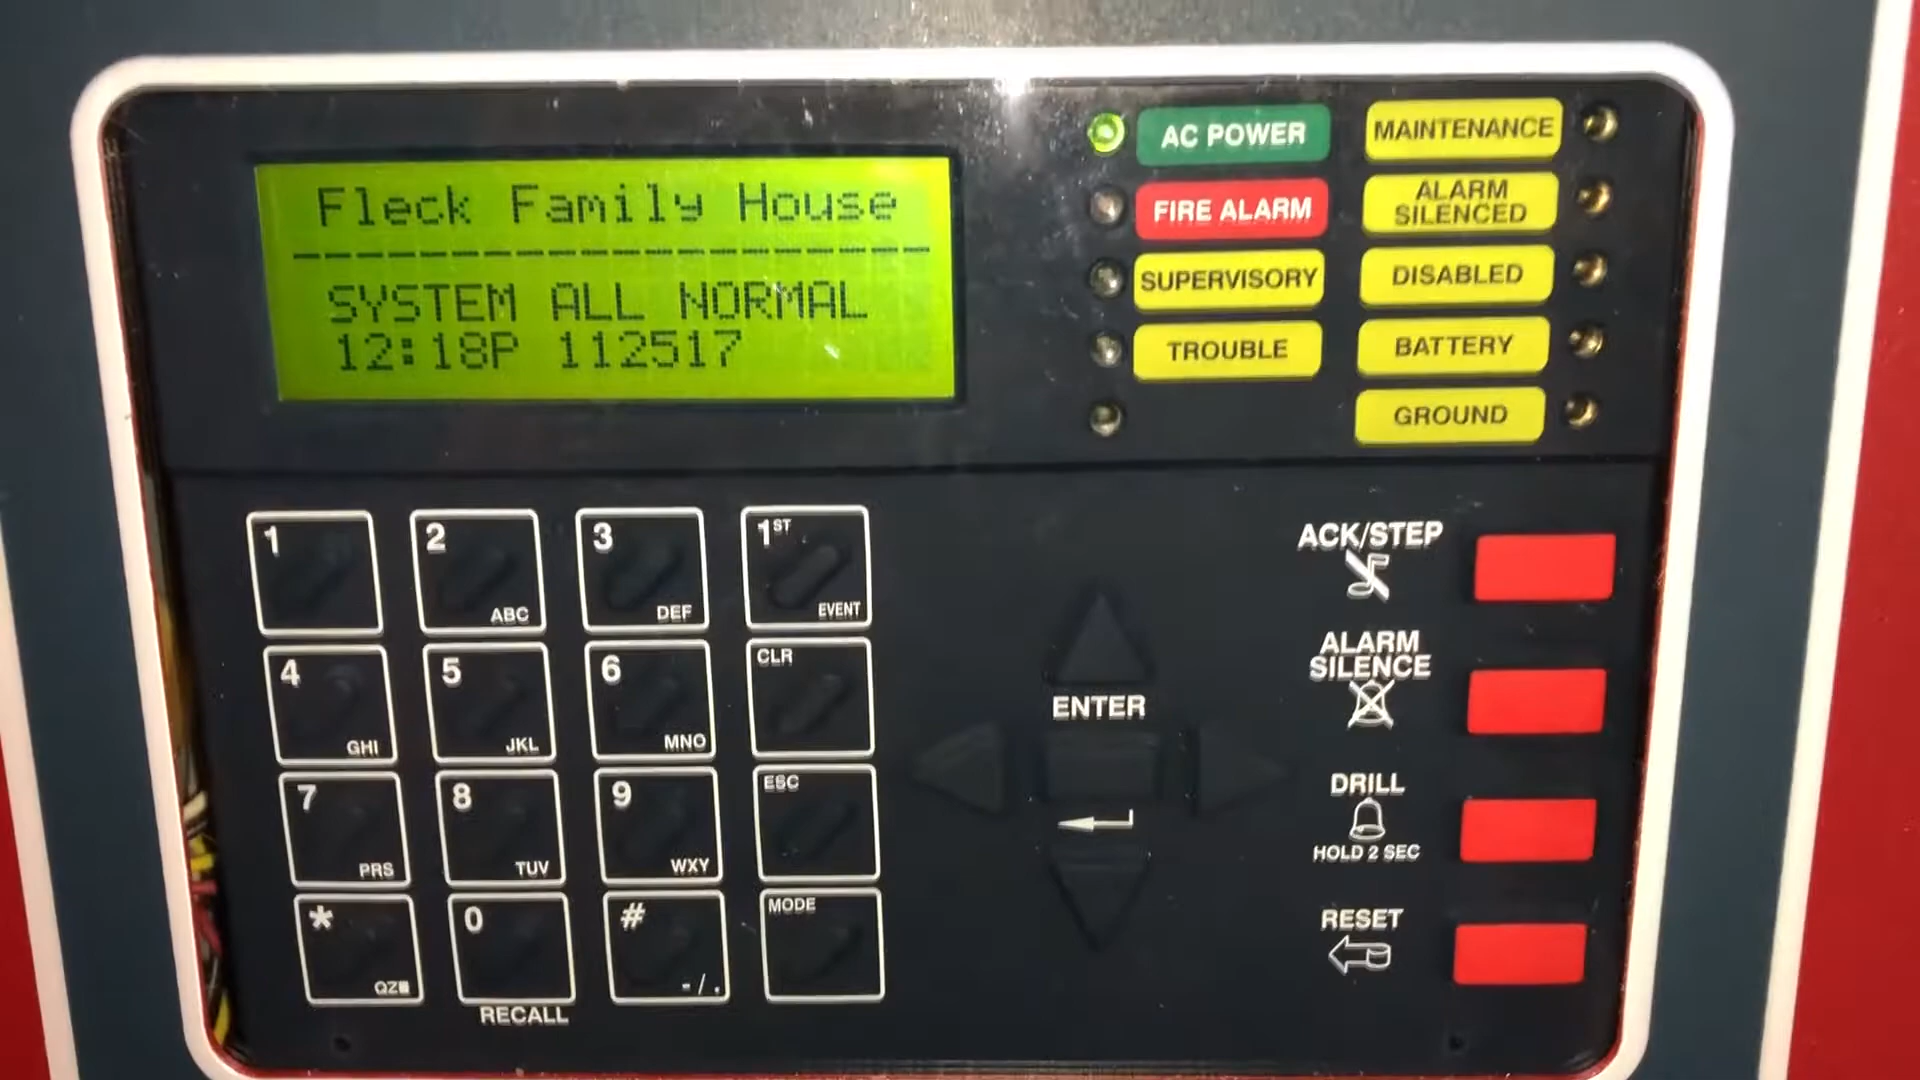 Fleck Family House
--------------------
SYSTEM ALL NORMAL
12:18P 112517
AC POWER
MAINTENANCE
FIRE ALARM
ALARM
SILENCED
SUPERVISORY
DISABLED
TROUBLE
BATTERY
GROUND
1
2
ABC
3
DEF
1ST
EVENT
4
GHI
5
JKL
6
MNO
CLR
7
PRS
8
TUV
9
WXY
ESC
*
QZ■
0
RECALL
#
- / .
MODE
ENTER
ACK/STEP
ALARM
SILENCE
DRILL
HOLD 2 SEC
RESET